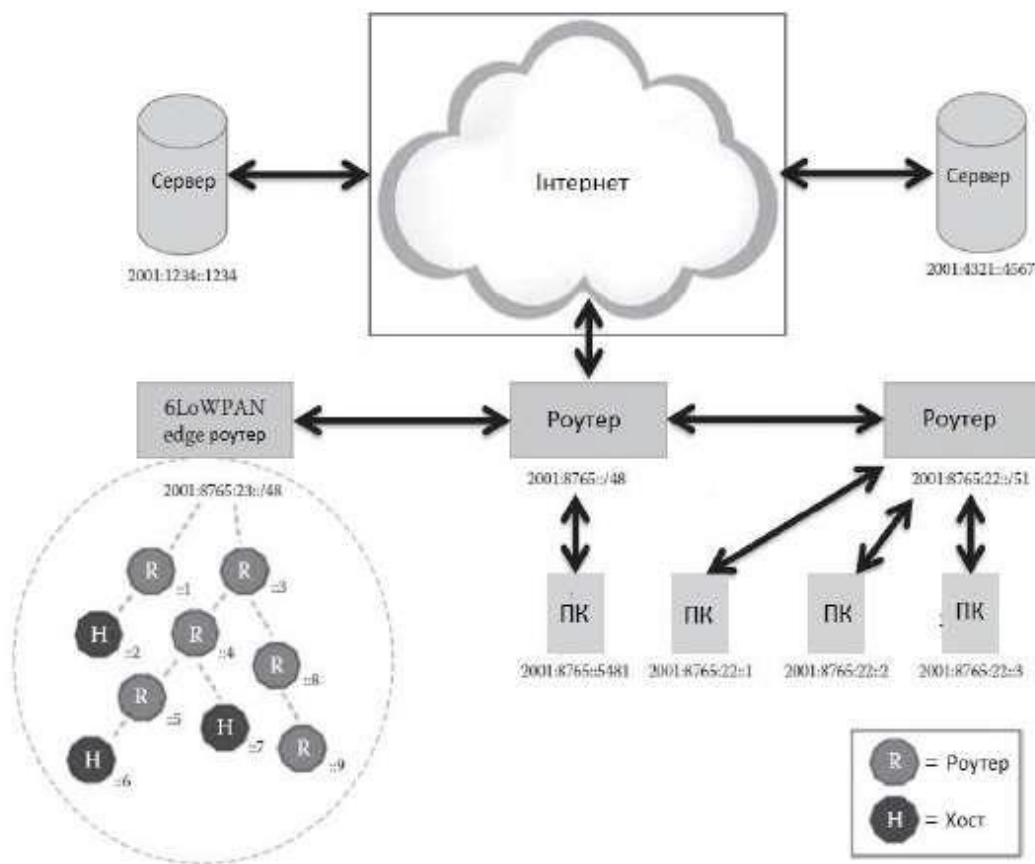 Сервер
Інтернет
Сервер
2001:1234::1234
2001:4321::4567
6LoWPAN
edge роутер
Роутер
Роутер
2001:8765:23::/48
2001:8765::/48
2001:8765:22::/51
R
::1
R
::3
H
::2
R
::4
R
::8
R
::5
H
::7
R
::9
H
::6
ПК
ПК
ПК
ПК
2001:8765::5481
2001:8765:22::1
2001:8765:22::2
2001:8765:22::3
R = Роутер
H = Хост